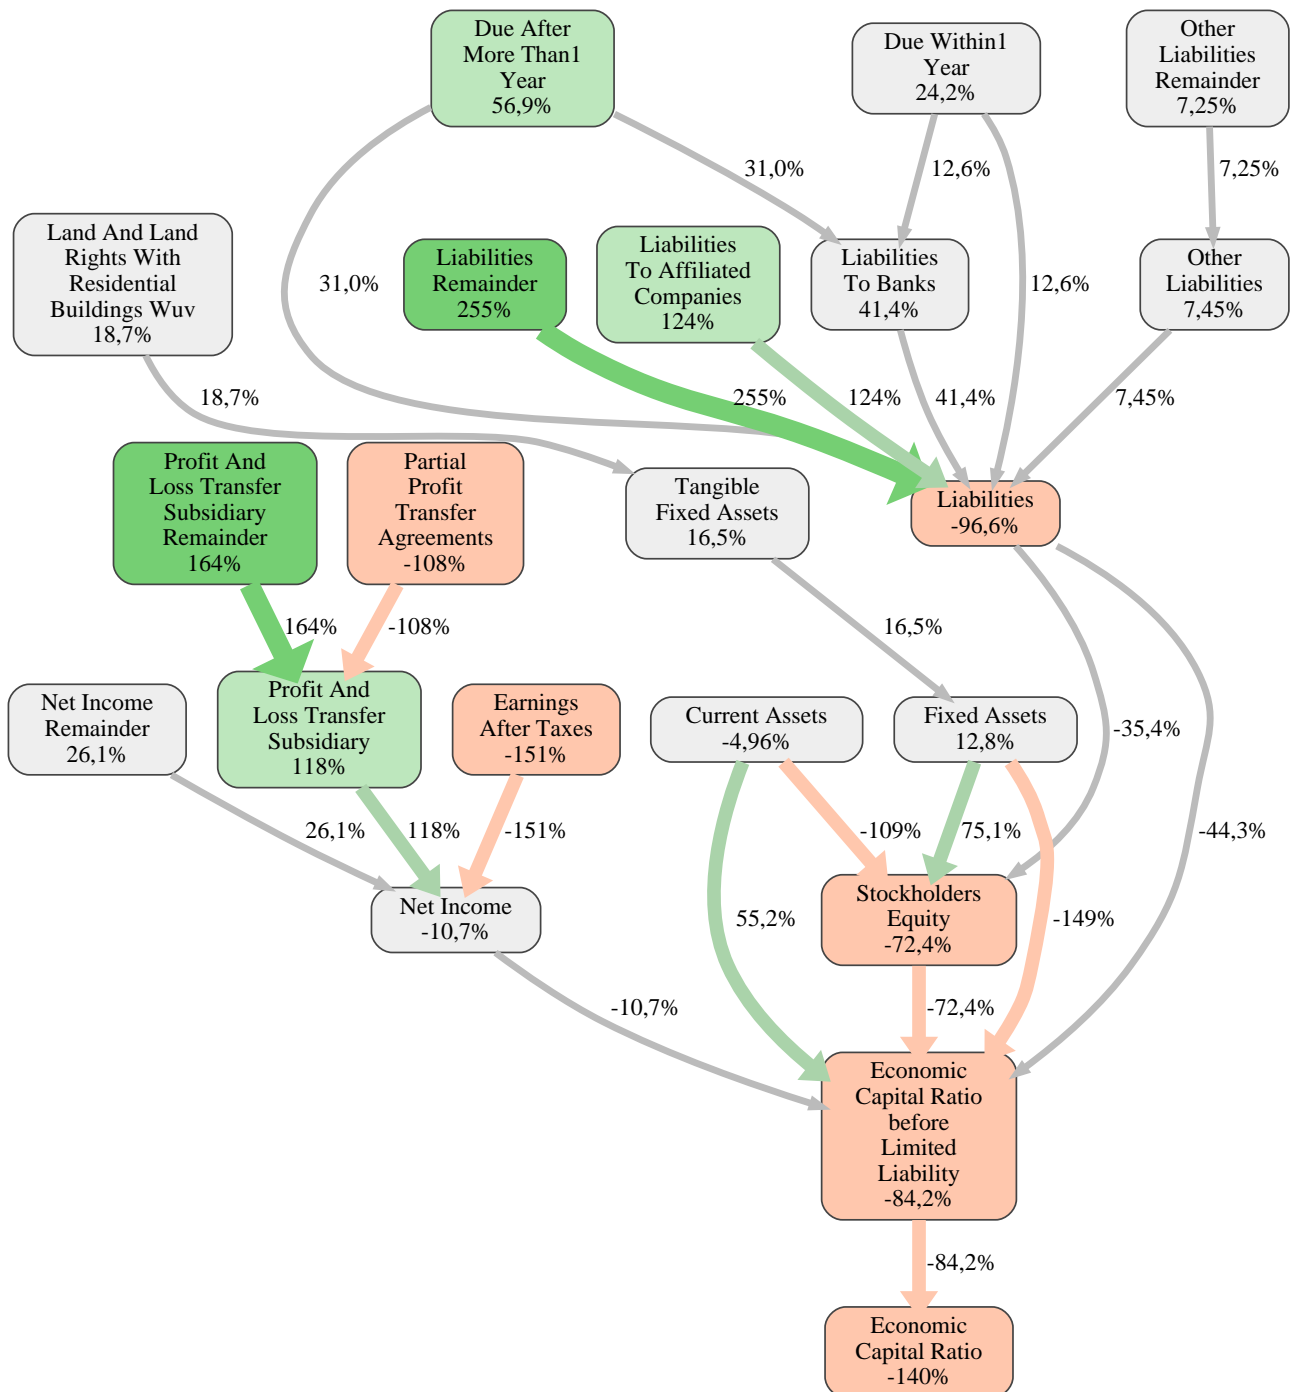 Due After
More Than1
Year
56,9%
Due Within1
Year
24,2%
Other
Liabilities
Remainder
7,25%
31,0%
12,6%
7,25%
Land And Land
Rights With
Residential
Buildings Wuv
18,7%
31,0%
Liabilities
Remainder
255%
Liabilities
To Affiliated
Companies
124%
Liabilities
To Banks
41,4%
12,6%
Other
Liabilities
7,45%
18,7%
255%
124%
41,4%
7,45%
Profit And
Loss Transfer
Subsidiary
Remainder
164%
Partial
Profit
Transfer
Agreements
-108%
Tangible
Fixed Assets
16,5%
Liabilities
-96,6%
164%
-108%
16,5%
Net Income
Remainder
26,1%
Profit And
Loss Transfer
Subsidiary
118%
Earnings
After Taxes
-151%
Current Assets
-4,96%
Fixed Assets
12,8%
-35,4%
26,1%
118%
-151%
-109%
75,1%
-44,3%
Net Income
-10,7%
55,2%
Stockholders
Equity
-72,4%
-149%
-10,7%
-72,4%
Economic
Capital Ratio
before
Limited
Liability
-84,2%
-84,2%
Economic
Capital Ratio
-140%